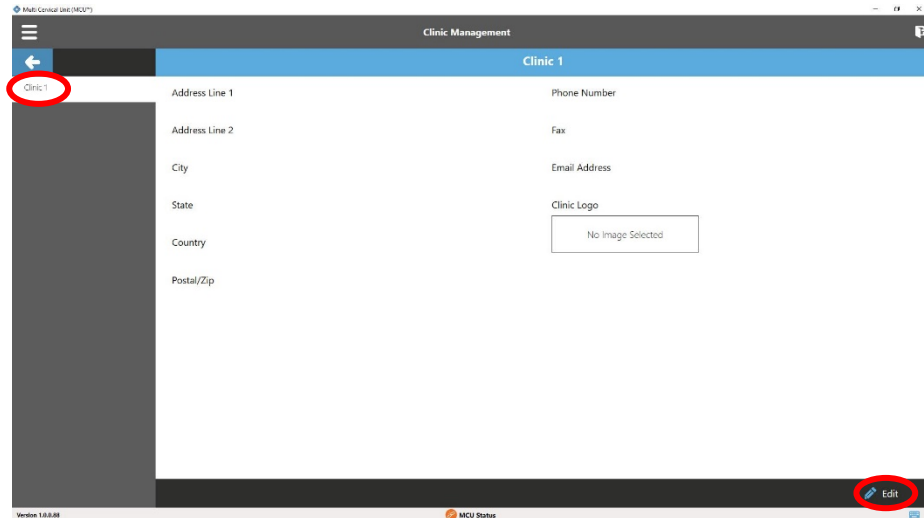 Multi Cervical Unit (MCU™)
Clinic Management
Clinic 1
Clinic 1
Address Line 1
Phone Number
Address Line 2
Fax
City
Email Address
State
Clinic Logo
No Image Selected
Country
Postal/Zip
Edit
Version 1.0.0.88
MCU Status